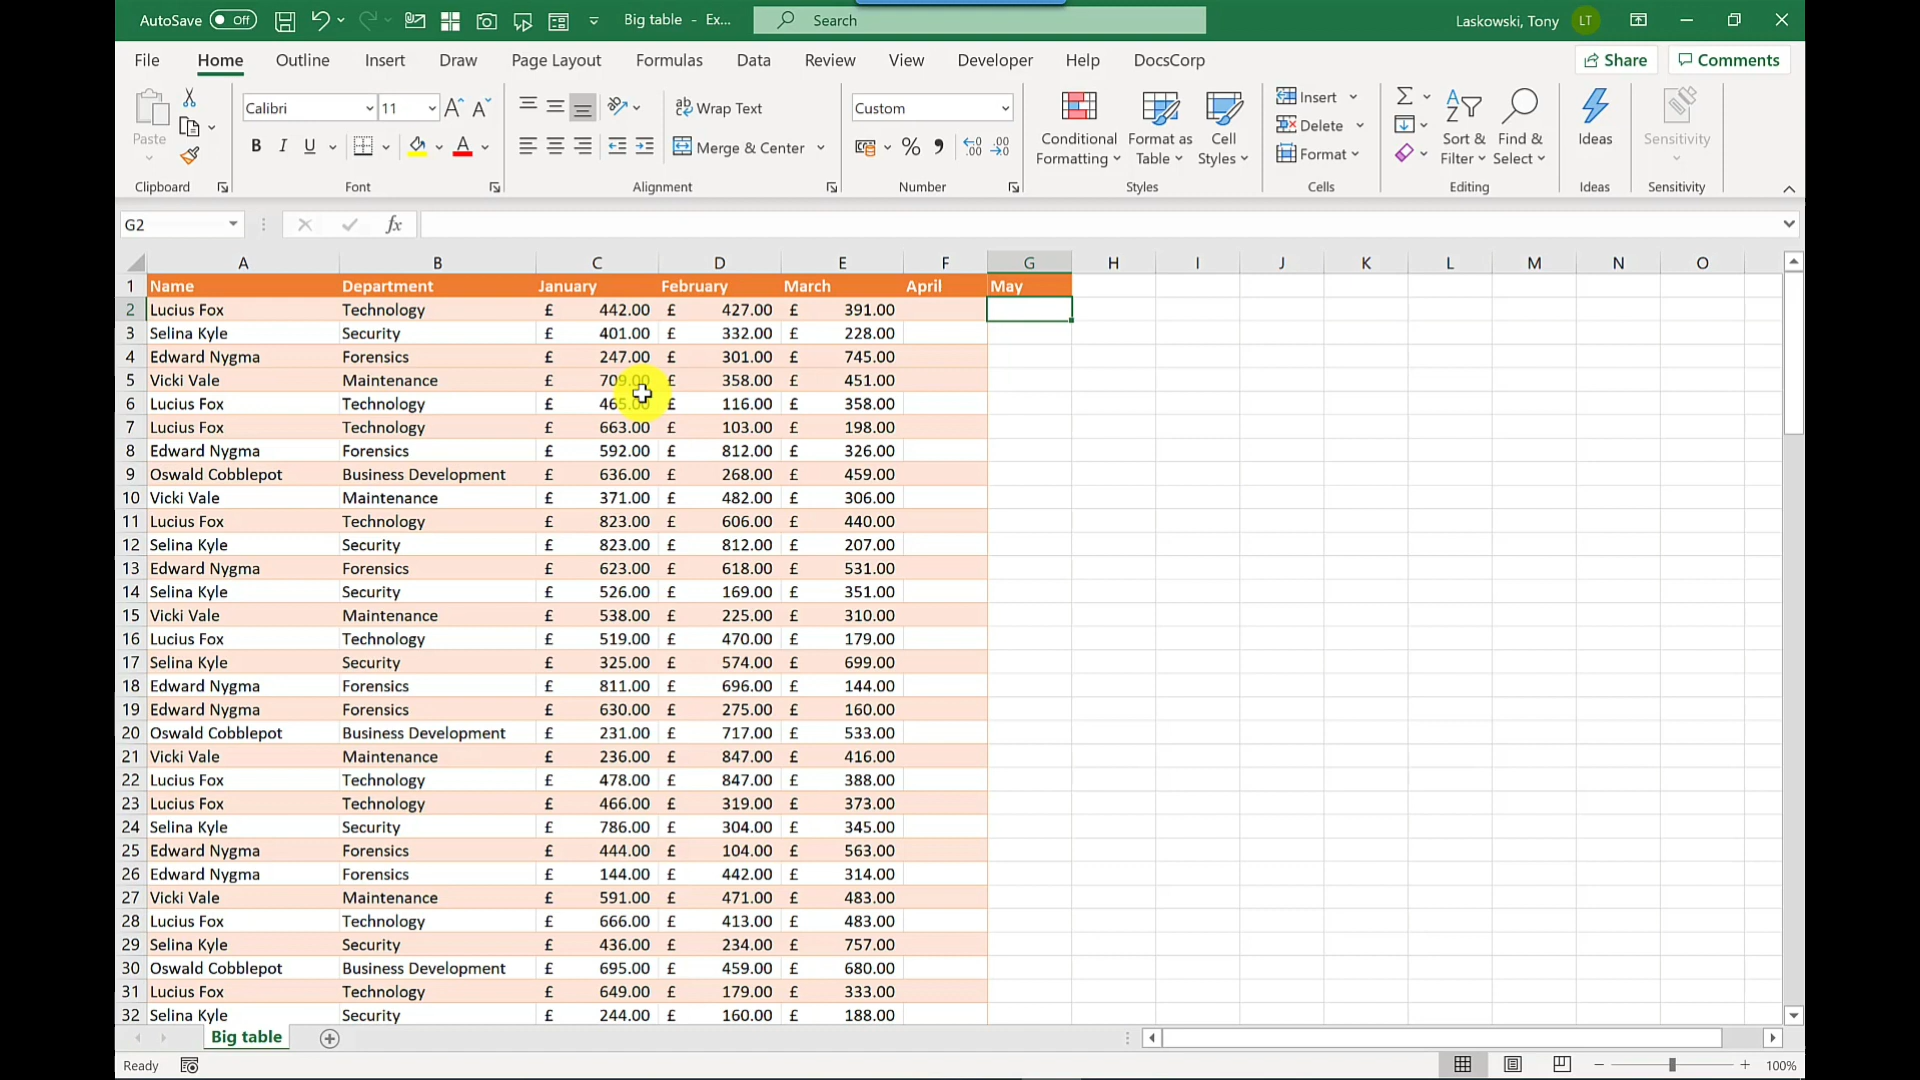 AutoSave Off Big table - Ex... Search Laskowski, Tony LT
File Home Outline Insert Draw Page Layout Formulas Data Review View Developer Help DocsCorp Share Comments
Paste Calibri 11 Wrap Text Custom Conditional Formatting Format as Table Cell Styles Insert Sort & Filter Find & Select Ideas Sensitivity
B I U A Merge & Center % Delete
Format
Clipboard Font Alignment Number Styles Cells Editing Ideas Sensitivity
G2 fx
A B C D E F G H I J K L M N O
1 Name Department January February March April May
2 Lucius Fox Technology £ 442.00 £ 427.00 £ 391.00
3 Selina Kyle Security £ 401.00 £ 332.00 £ 228.00
4 Edward Nygma Forensics £ 247.00 £ 301.00 £ 745.00
5 Vicki Vale Maintenance £ 709.00 £ 358.00 £ 451.00
6 Lucius Fox Technology £ 465.00 £ 116.00 £ 358.00
7 Lucius Fox Technology £ 663.00 £ 103.00 £ 198.00
8 Edward Nygma Forensics £ 592.00 £ 812.00 £ 326.00
9 Oswald Cobblepot Business Development £ 636.00 £ 268.00 £ 459.00
10 Vicki Vale Maintenance £ 371.00 £ 482.00 £ 306.00
11 Lucius Fox Technology £ 823.00 £ 606.00 £ 440.00
12 Selina Kyle Security £ 823.00 £ 812.00 £ 207.00
13 Edward Nygma Forensics £ 623.00 £ 618.00 £ 531.00
14 Selina Kyle Security £ 526.00 £ 169.00 £ 351.00
15 Vicki Vale Maintenance £ 538.00 £ 225.00 £ 310.00
16 Lucius Fox Technology £ 519.00 £ 470.00 £ 179.00
17 Selina Kyle Security £ 325.00 £ 574.00 £ 699.00
18 Edward Nygma Forensics £ 811.00 £ 696.00 £ 144.00
19 Edward Nygma Forensics £ 630.00 £ 275.00 £ 160.00
20 Oswald Cobblepot Business Development £ 231.00 £ 717.00 £ 533.00
21 Vicki Vale Maintenance £ 236.00 £ 847.00 £ 416.00
22 Lucius Fox Technology £ 478.00 £ 847.00 £ 388.00
23 Lucius Fox Technology £ 466.00 £ 319.00 £ 373.00
24 Selina Kyle Security £ 786.00 £ 304.00 £ 345.00
25 Edward Nygma Forensics £ 444.00 £ 104.00 £ 563.00
26 Edward Nygma Forensics £ 144.00 £ 442.00 £ 314.00
27 Vicki Vale Maintenance £ 591.00 £ 471.00 £ 483.00
28 Lucius Fox Technology £ 666.00 £ 413.00 £ 483.00
29 Selina Kyle Security £ 436.00 £ 234.00 £ 757.00
30 Oswald Cobblepot Business Development £ 695.00 £ 459.00 £ 680.00
31 Lucius Fox Technology £ 649.00 £ 179.00 £ 333.00
32 Selina Kyle Security £ 244.00 £ 160.00 £ 188.00
Big table
Ready 100%